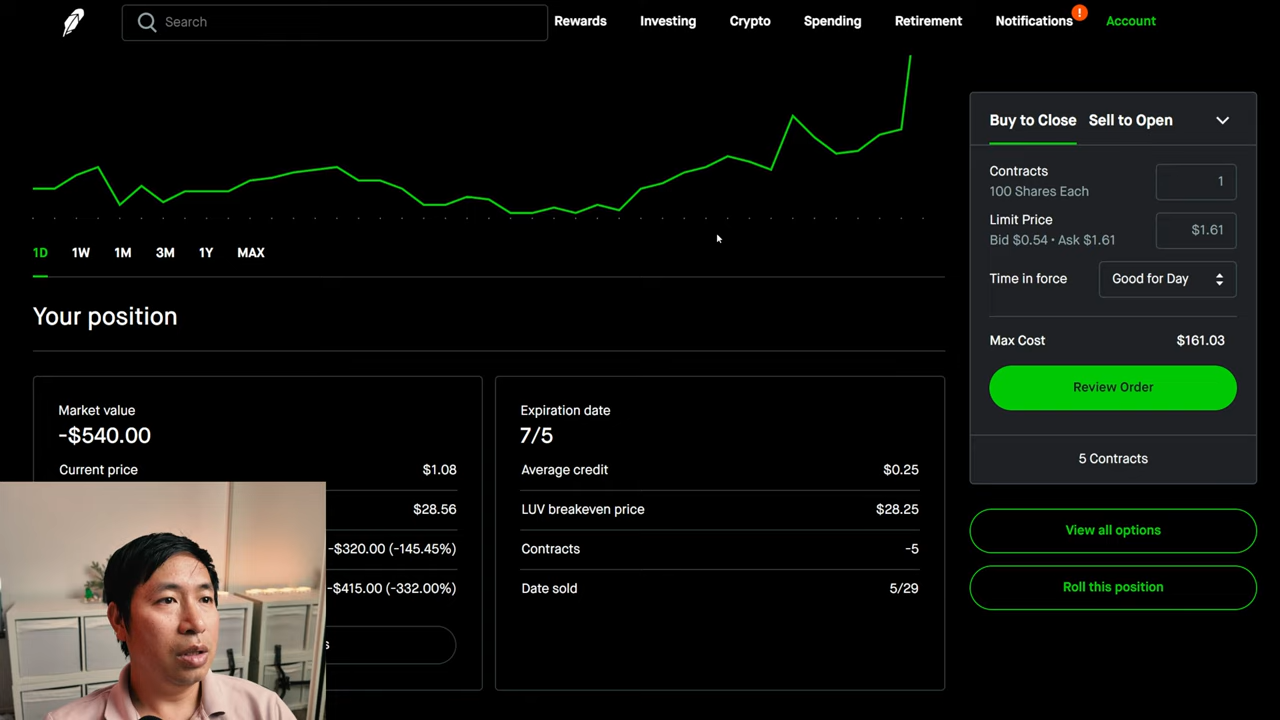 Search
Rewards
Investing
Crypto
Spending
Retirement
Notifications
!
Account
1D 1W 1M 3M 1Y MAX
Your position
Market value
-$540.00
Current price $1.08
$28.56
-$320.00 (-145.45%)
-$415.00 (-332.00%)
s
Expiration date
7/5
Average credit $0.25
LUV breakeven price $28.25
Contracts -5
Date sold 5/29
Buy to Close Sell to Open
Contracts 1
100 Shares Each
Limit Price $1.61
Bid $0.54 • Ask $1.61
Time in force Good for Day
Max Cost $161.03
Review Order
5 Contracts
View all options
Roll this position